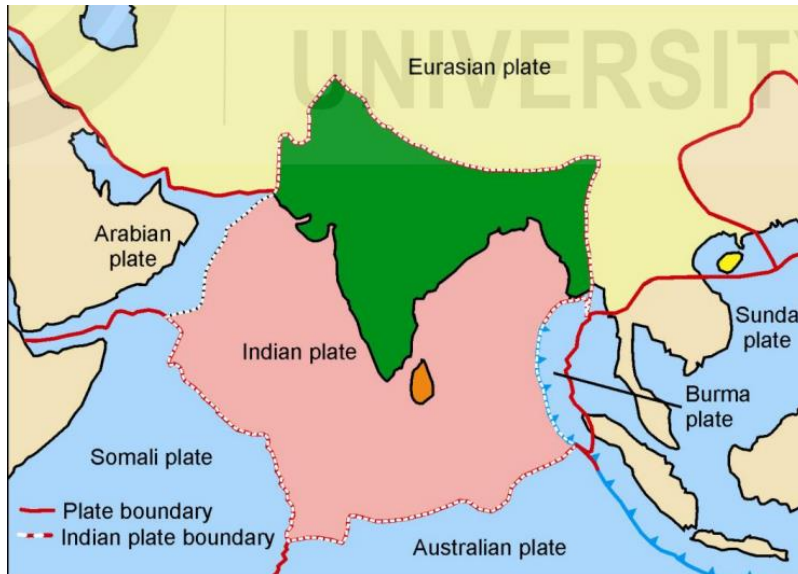 UNIVERSITY
Eurasian plate
Arabian
plate
Indian plate
Sunda
plate
Burma
plate
Somali plate
Plate boundary
Indian plate boundary
Australian plate